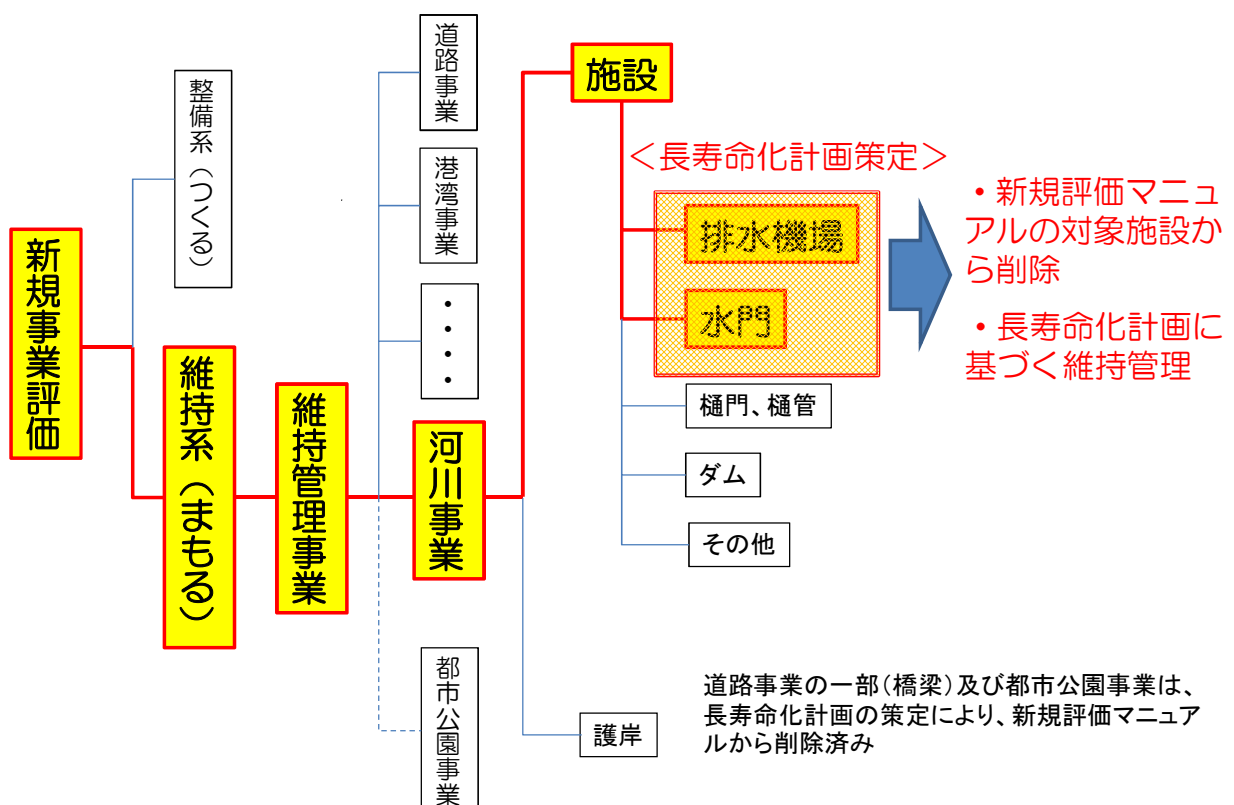 新規事業評価
整備系（つくる）
維持系（まもる）
維持管理事業
道路事業
港湾事業
・・・・
河川事業
都市公園事業
施設
＜長寿命化計画策定＞
排水機場
水門
樋門、樋管
ダム
その他
護岸
・新規評価マニュ
アルの対象施設か
ら削除
・長寿命化計画に
基づく維持管理
道路事業の一部（橋梁）及び都市公園事業は、
長寿命化計画の策定により、新規評価マニュア
ルから削除済み